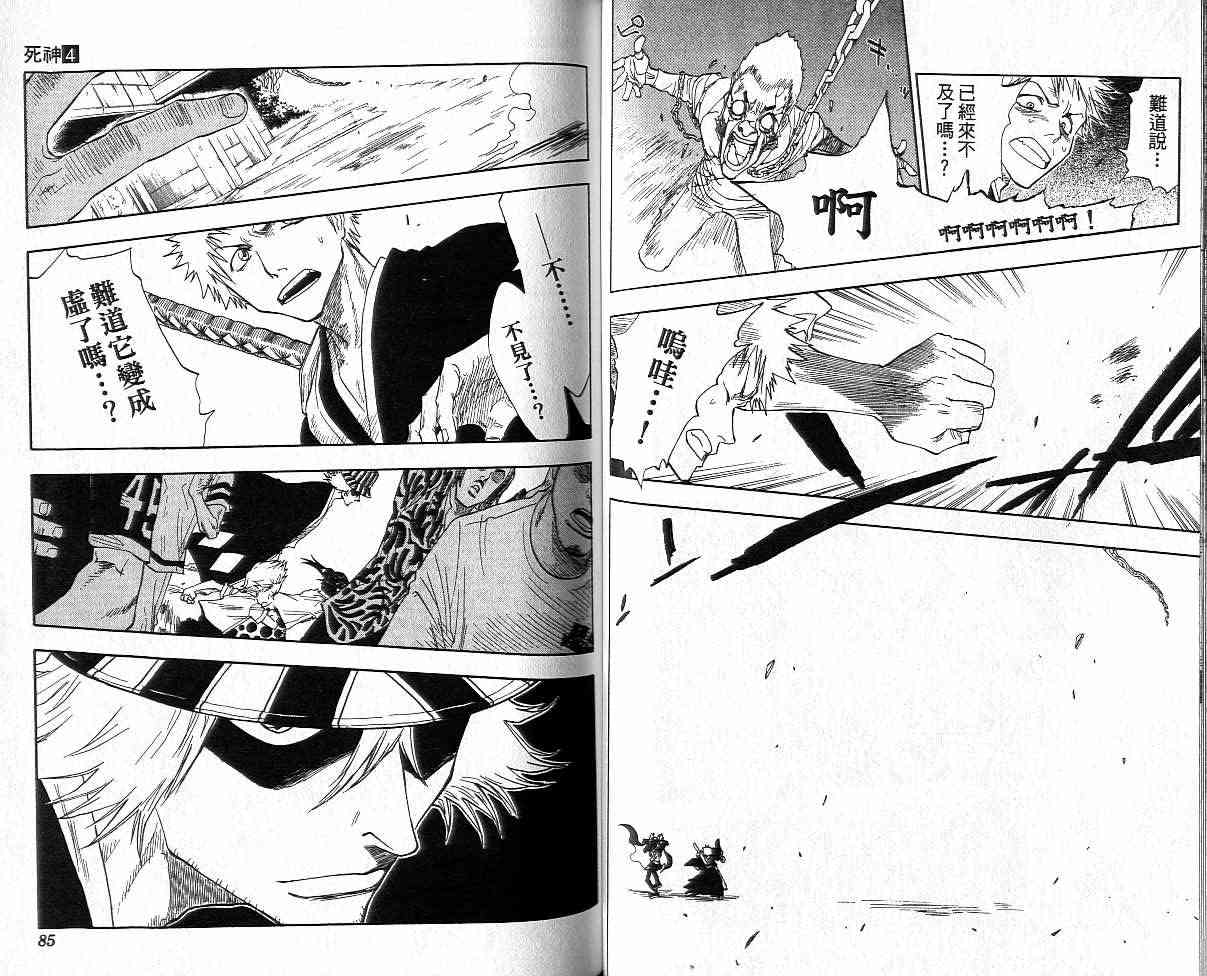 難道說…
已經來不
及了嗎…？
啊
啊啊啊啊啊啊！
嗚哇…！
死神4
不……
不見了…？
難道它變成
虛了嗎…？
45
85